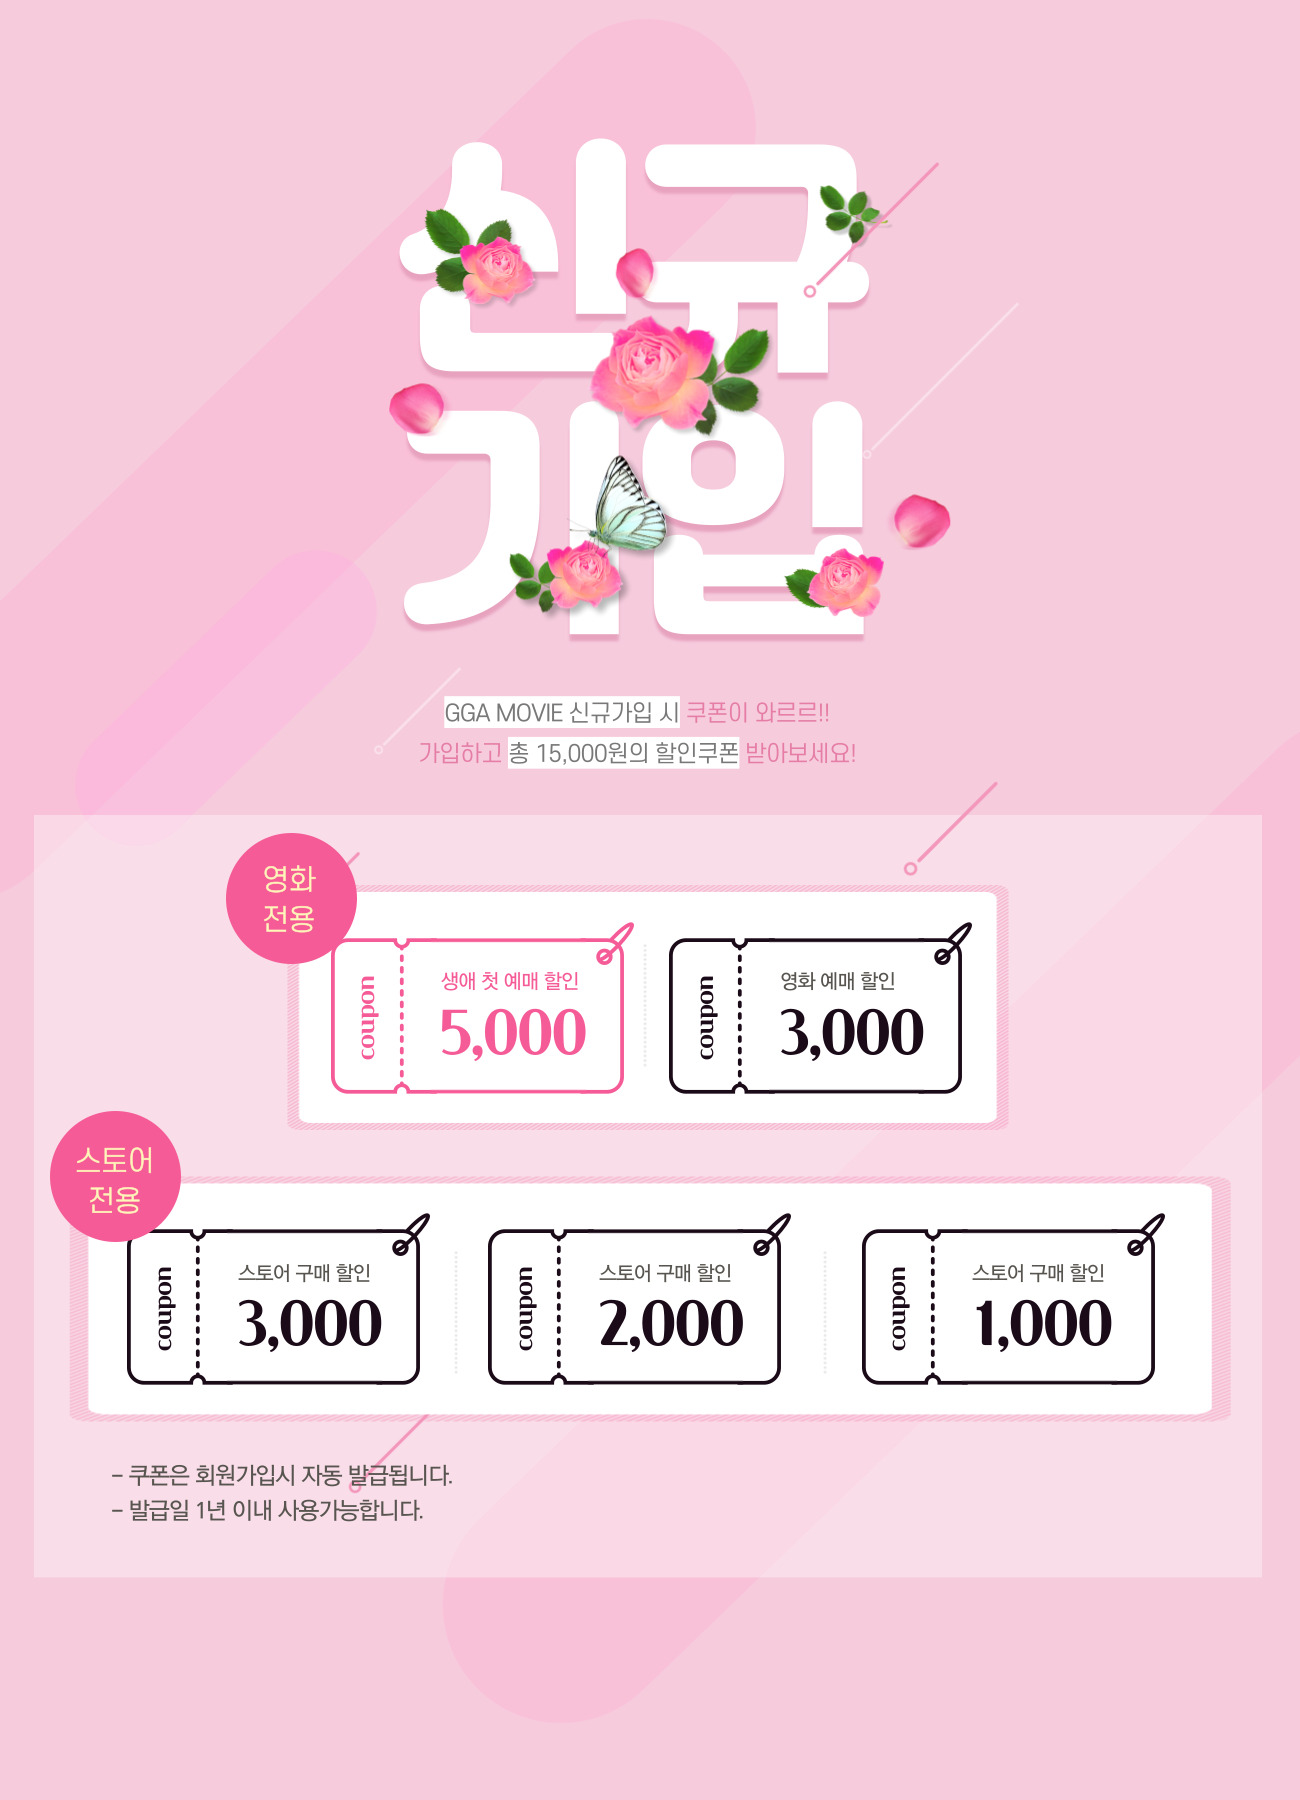 신규
가입
GGA MOVIE 신규가입 시 쿠폰이 와르르!!
가입하고 총 15,000원의 할인쿠폰 받아보세요!
영화
전용
coupon
생애 첫 예매 할인
5,000
coupon
영화 예매 할인
3,000
스토어
전용
coupon
스토어 구매 할인
3,000
coupon
스토어 구매 할인
2,000
coupon
스토어 구매 할인
1,000
- 쿠폰은 회원가입시 자동 발급됩니다.
- 발급일 1년 이내 사용가능합니다.